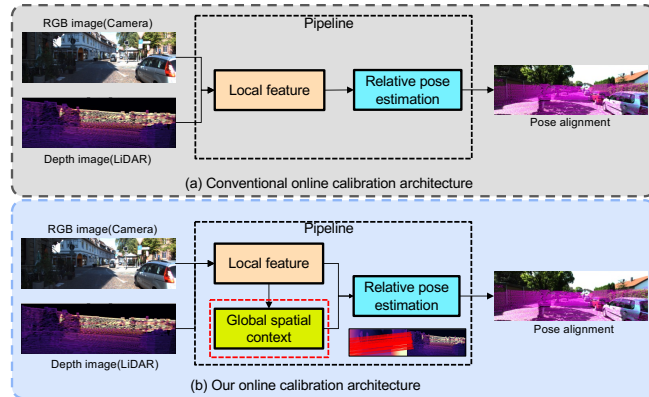 RGB image(Camera)
Pipeline
Local feature
Relative pose
estimation
Depth image(LiDAR)
Pose alignment
(a) Conventional online calibration architecture
RGB image(Camera)
Pipeline
Local feature
Relative pose
estimation
Global spatial
context
Depth image(LiDAR)
Pose alignment
(b) Our online calibration architecture